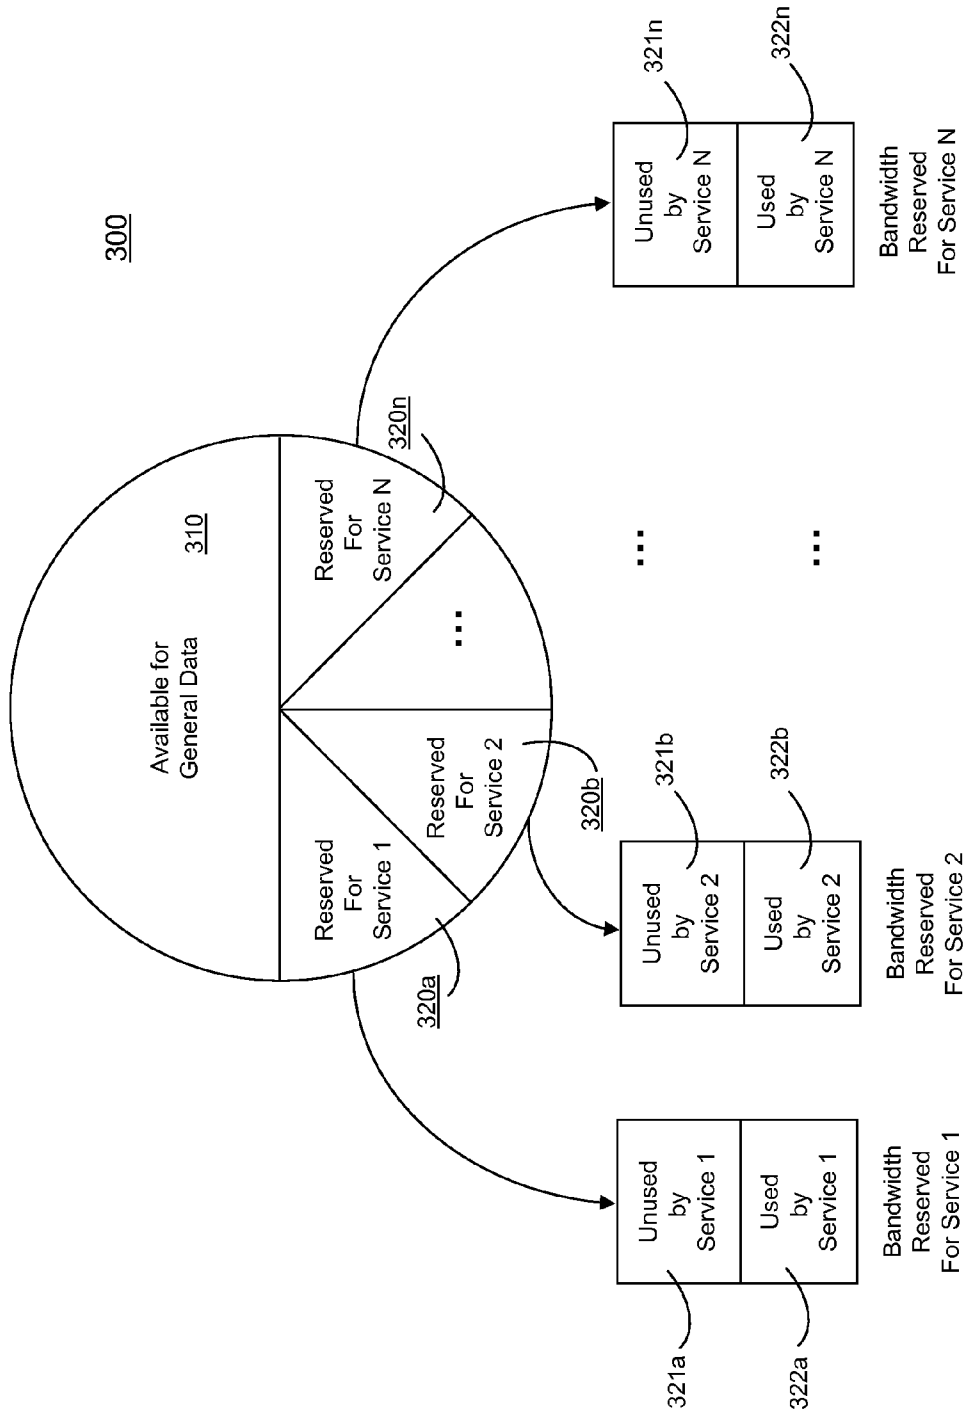 300
Available for
General Data
310
Reserved
For
Service 1
320a
Reserved
For
Service 2
320b
...
Reserved
For
Service N
320n
Unused
by
Service 1
321a
Used
by
Service 1
322a
Bandwidth
Reserved
For Service 1
Unused
by
Service 2
321b
Used
by
Service 2
322b
Bandwidth
Reserved
For Service 2
...
...
Unused
by
Service N
321n
Used
by
Service N
322n
Bandwidth
Reserved
For Service N